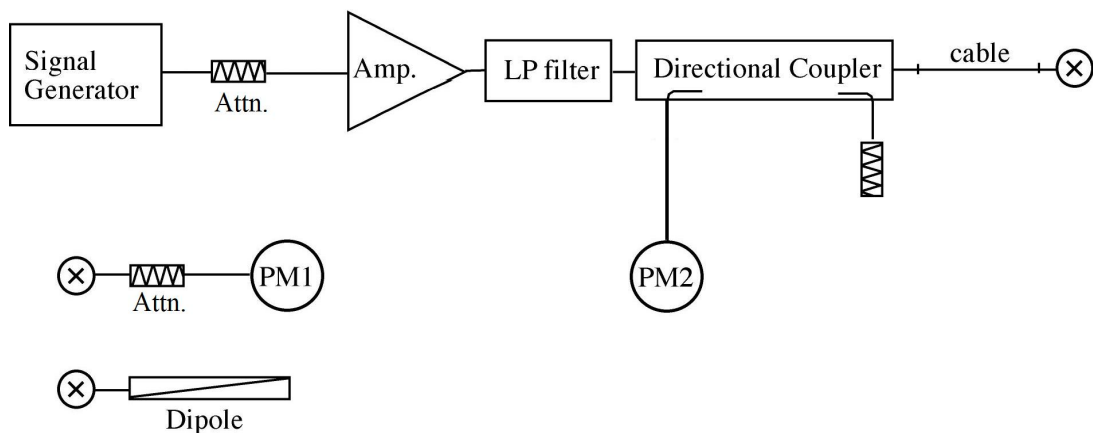 Signal
Generator
Attn.
Amp.
LP filter
Directional Coupler
cable
Attn.
PM1
PM2
Dipole